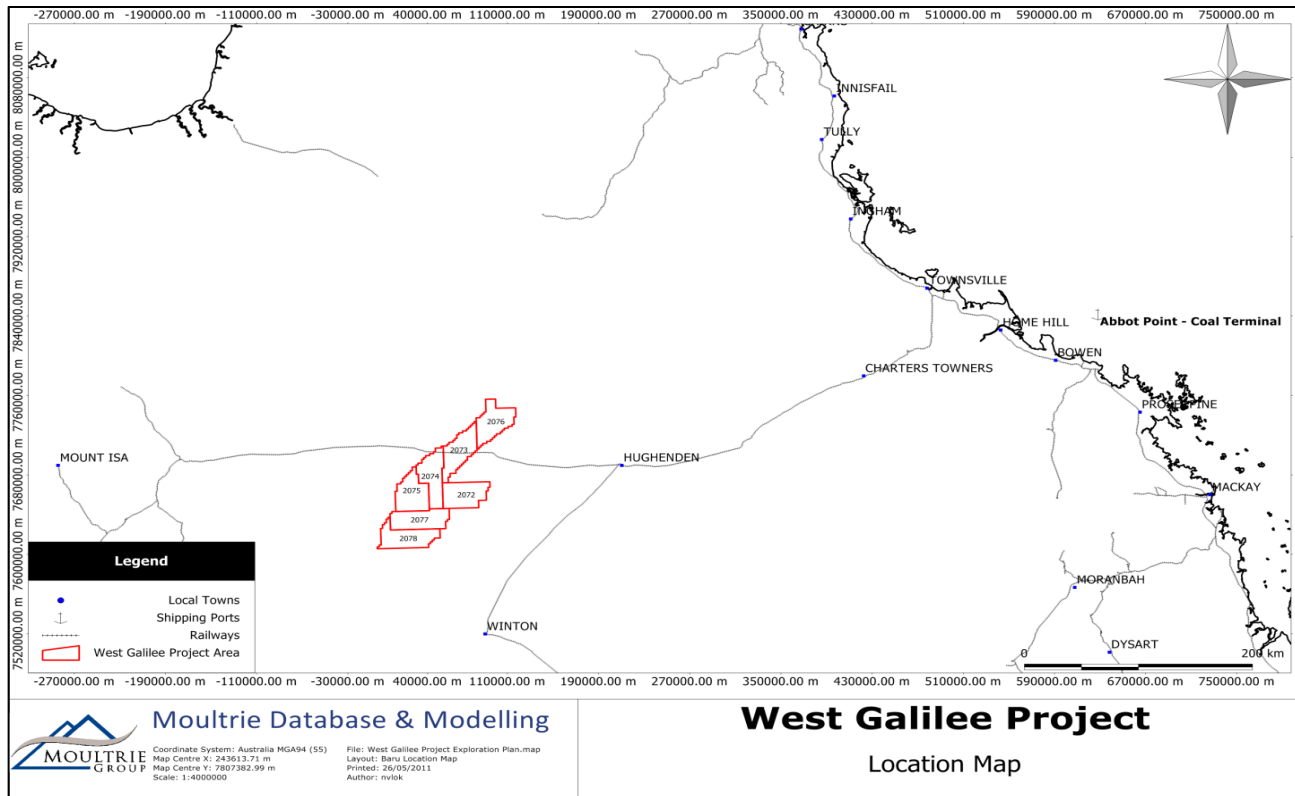 -270000.00 m -190000.00 m -110000.00 m -30000.00 m 40000.00 m 110000.00 m 190000.00 m 270000.00 m 350000.00 m 430000.00 m 510000.00 m 590000.00 m 670000.00 m 750000.00 m
8080000.00 m
8000000.00 m
7920000.00 m
7840000.00 m
7760000.00 m
7680000.00 m
7600000.00 m
7520000.00 m
INNISFAIL
TULLY
INGHAM
TOWNSVILLE
Abbot Point - Coal Terminal
HOME HILL
BOWEN
CHARTERS TOWNERS
PROSERPINE
2076
2073
MOUNT ISA
HUGHENDEN
2074
2075
2072
MACKAY
2077
2078
MORANBAH
WINTON
DYSART
0 200 km
Legend
Local Towns
Shipping Ports
Railways
West Galilee Project Area
-270000.00 m -190000.00 m -110000.00 m -30000.00 m 40000.00 m 110000.00 m 190000.00 m 270000.00 m 350000.00 m 430000.00 m 510000.00 m 590000.00 m 670000.00 m 750000.00 m
MOULTRIE
GROUP
Moultrie Database & Modelling
Coordinate System: Australia MGA94 (55)
Map Centre X: 243613.71 m
Map Centre Y: 7807382.99 m
Scale: 1:4000000
File: West Galilee Project Exploration Plan.map
Layout: Baru Location Map
Printed: 26/05/2011
Author: nvlok
West Galilee Project
Location Map